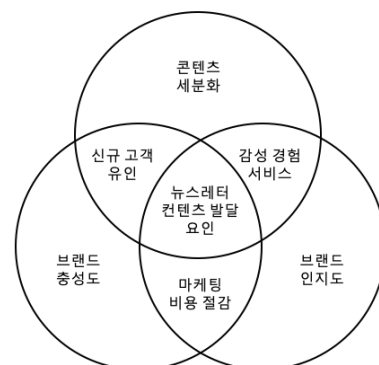 콘텐츠
세분화
신규 고객
유인
감성 경험
서비스
뉴스레터
컨텐츠 발달
요인
브랜드
충성도
마케팅
비용 절감
브랜드
인지도